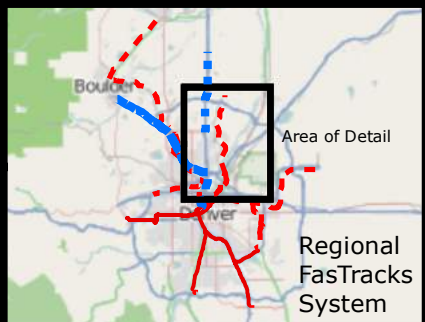 Boulder
Area of Detail
Denver
Regional
FasTracks
System